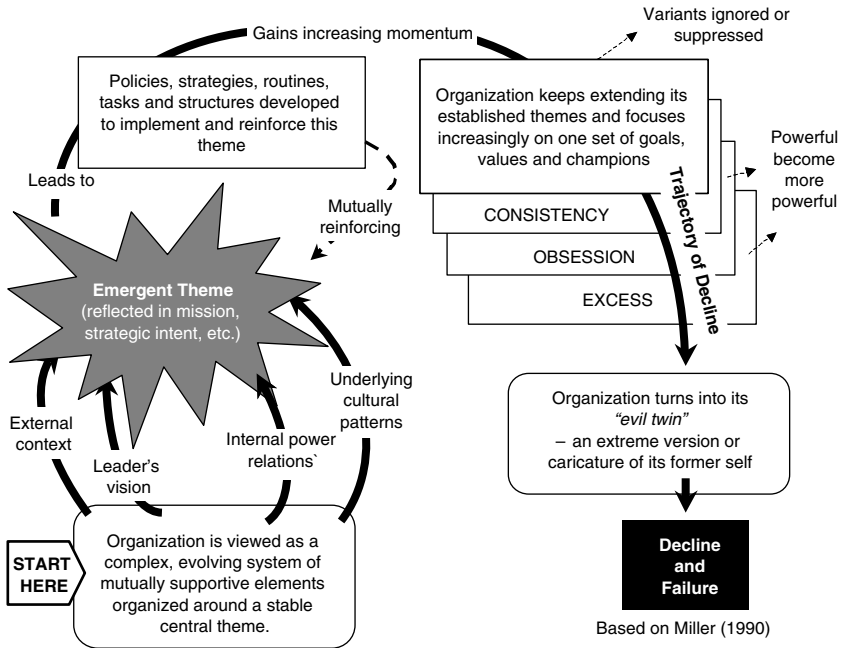 START
HERE
Organization is viewed as a
complex, evolving system of
mutually supportive elements
organized around a stable
central theme.
External
context
Leader's
vision
Internal power
relations`
Underlying
cultural
patterns
Emergent Theme
(reflected in mission,
strategic intent, etc.)
Leads to
Policies, strategies, routines,
tasks and structures developed
to implement and reinforce this
theme
Mutually
reinforcing
Gains increasing momentum
Variants ignored or
suppressed
Organization keeps extending its
established themes and focuses
increasingly on one set of goals,
values and champions
CONSISTENCY
OBSESSION
EXCESS
Trajectory of Decline
Powerful
become
more
powerful
Organization turns into its
“evil twin”
– an extreme version or
caricature of its former self
Decline
and
Failure
Based on Miller (1990)